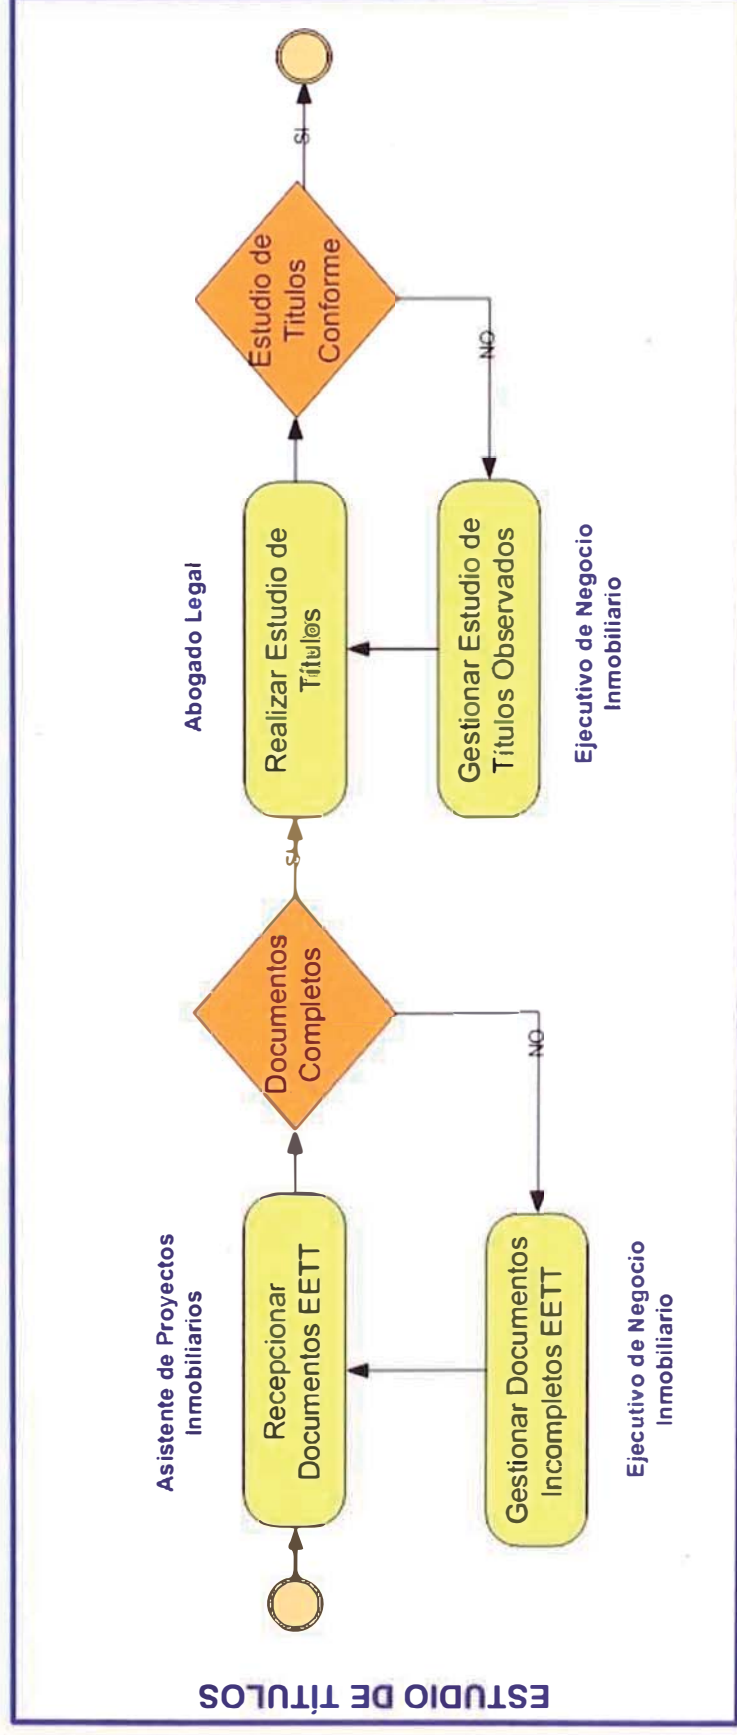 ESTUDIO DE TÍTULOS
Asistente de Proyectos
Inmobiliarios
Recepcionar
Documentos EETT
Gestionar Documentos
Incompletos EETT
Ejecutivo de Negocio
Inmobiliario
Documentos
Completos
SI
NO
Abogado Legal
Realizar Estudio de
Títulos
Gestionar Estudio de
Títulos Observados
Ejecutivo de Negocio
Inmobiliario
Estudio de
Titulos
Conforme
SI
NO